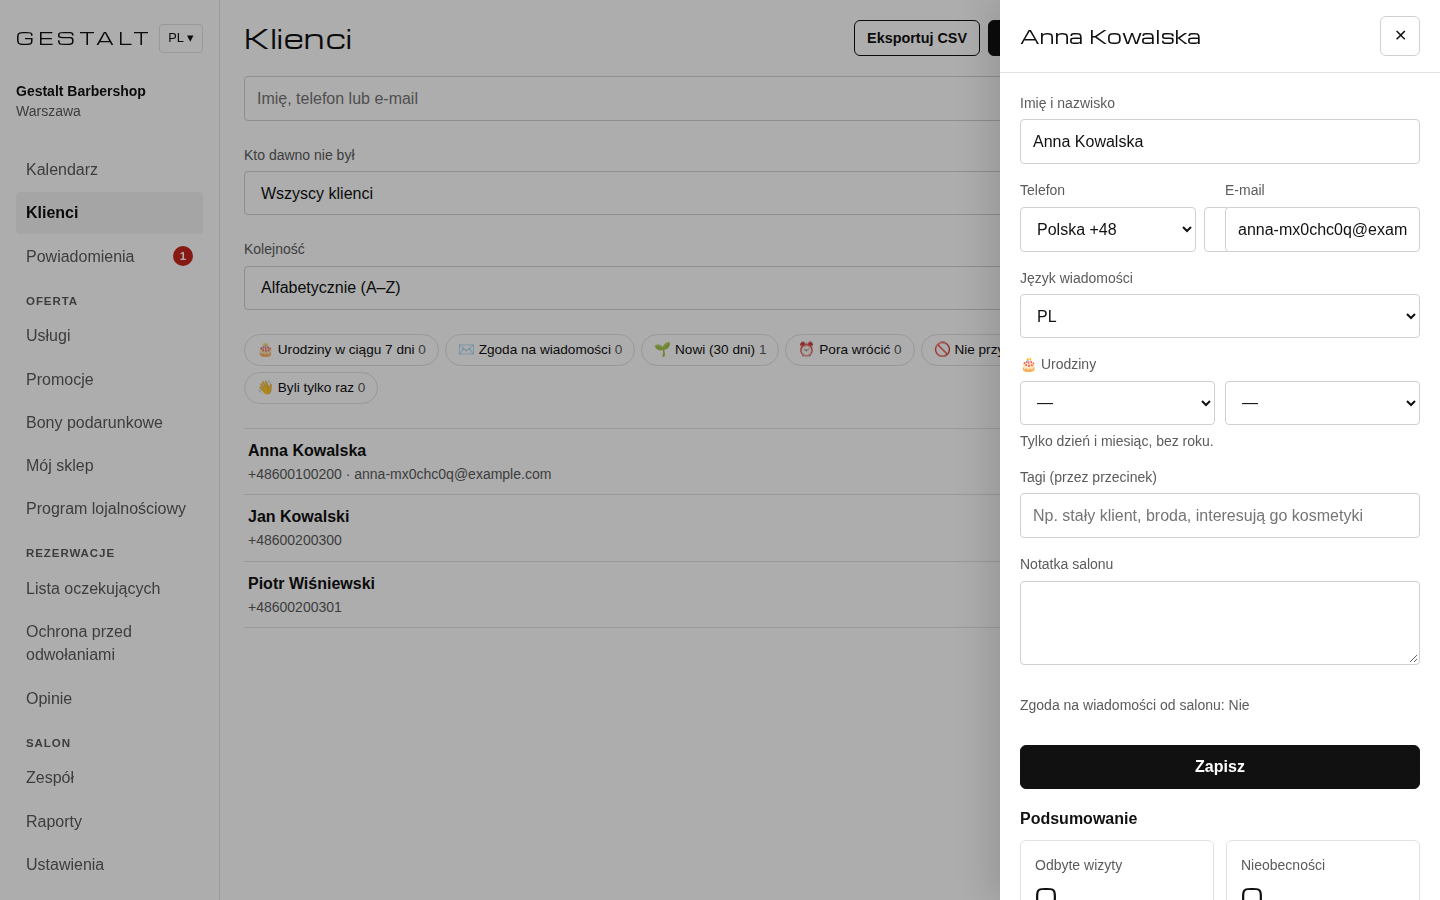 GESTALT
PL ▾
Gestalt Barbershop
Warszawa
Kalendarz
Klienci
Powiadomienia
1
OFERTA
Usługi
Promocje
Bony podarunkowe
Mój sklep
Program lojalnościowy
REZERWACJE
Lista oczekujących
Ochrona przed
odwołaniami
Opinie
SALON
Zespół
Raporty
Ustawienia
Klienci
Eksportuj CSV
Imię, telefon lub e-mail
Kto dawno nie był
Wszyscy klienci
Kolejność
Alfabetycznie (A–Z)
🎂 Urodziny w ciągu 7 dni 0
✉️ Zgoda na wiadomości 0
🌱 Nowi (30 dni) 1
⏰ Pora wrócić 0
🚫 Nie
👋 Byli tylko raz 0
Anna Kowalska
+48600100200 · anna-mx0chc0q@example.com
Jan Kowalski
+48600200300
Piotr Wiśniewski
+48600200301
Anna Kowalska
✕
Imię i nazwisko
Anna Kowalska
Telefon
E-mail
Polska +48
anna-mx0chc0q@exam
Język wiadomości
PL
🎂 Urodziny
—
—
Tylko dzień i miesiąc, bez roku.
Tagi (przez przecinek)
Np. stały klient, broda, interesują go kosmetyki
Notatka salonu
Zgoda na wiadomości od salonu: Nie
Zapisz
Podsumowanie
Odbyte wizyty
Nieobecności